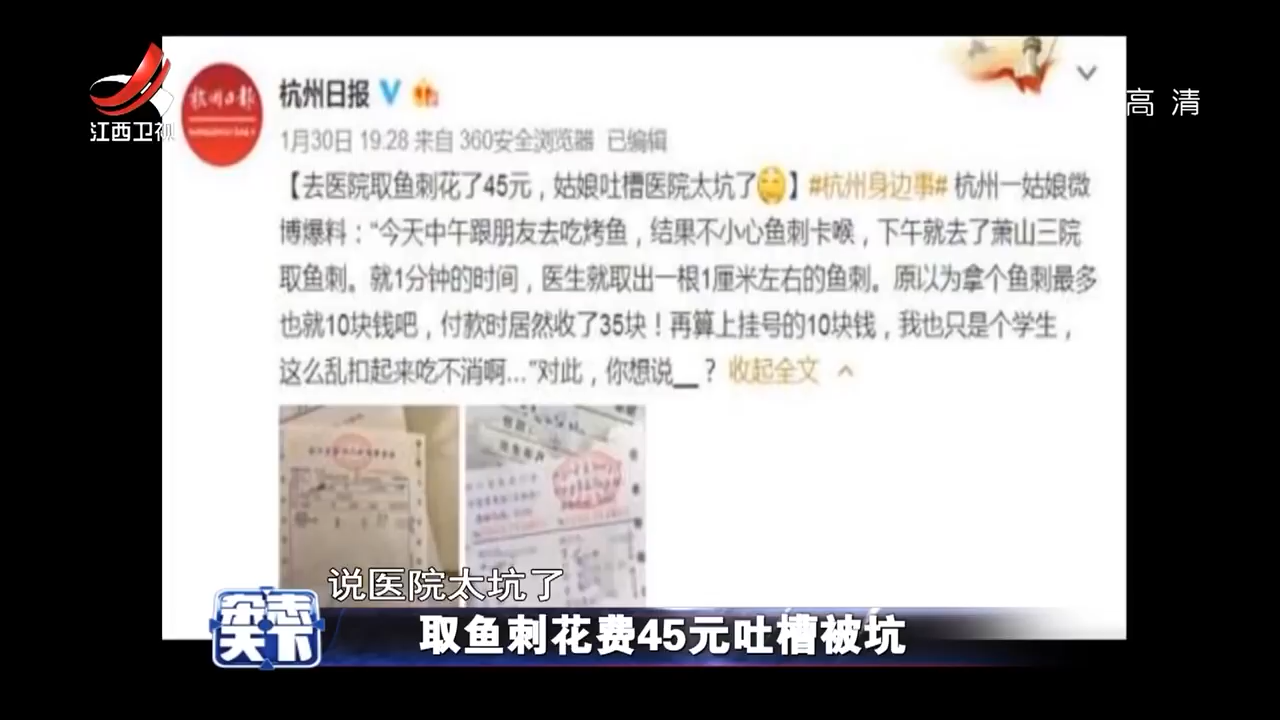 江西卫视
高清
杭州日报
杭州日报
1月30日 19:28 来自 360安全浏览器 已编辑
【去医院取鱼刺花了45元，姑娘吐槽医院太坑了】#杭州身边事# 杭州一姑娘微
博爆料：“今天中午跟朋友去吃烤鱼，结果不小心鱼刺卡喉，下午就去了萧山三院
取鱼刺。就1分钟的时间，医生就取出一根1厘米左右的鱼刺。原以为拿个鱼刺最多
也就10块钱吧，付款时居然收了35块！再算上挂号的10块钱，我也只是个学生，
这么乱扣起来吃不消啊...”对此，你想说__？ 收起全文
说医院太坑了
杂志天下
取鱼刺花费45元吐槽被坑